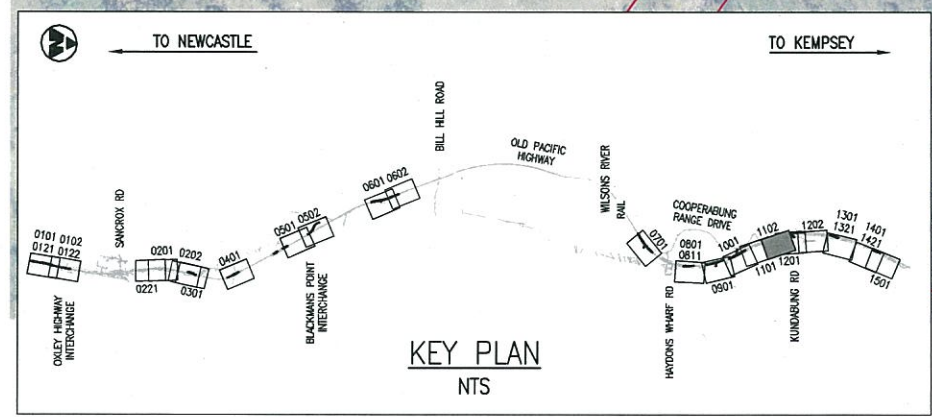 TO NEWCASTLE
TO KEMPSEY
BILL HILL ROAD
OLD PACIFIC
HIGHWAY
WILSONS RIVER
RAIL
COOPERABUNG
RANGE DRIVE
SANCROX RD
0101 0102
0121 0122
OXLEY HIGHWAY
INTERCHANGE
0201
0221
0202
0301
0401
0501 0502
BLACKMANS POINT
INTERCHANGE
0601 0602
0701
0801
0811
HAYDONS WHARF RD
0901
1001
1101
1102
1201
KUNDABUNG RD
1202
1301
1321
1401
1421
1501
KEY PLAN
NTS